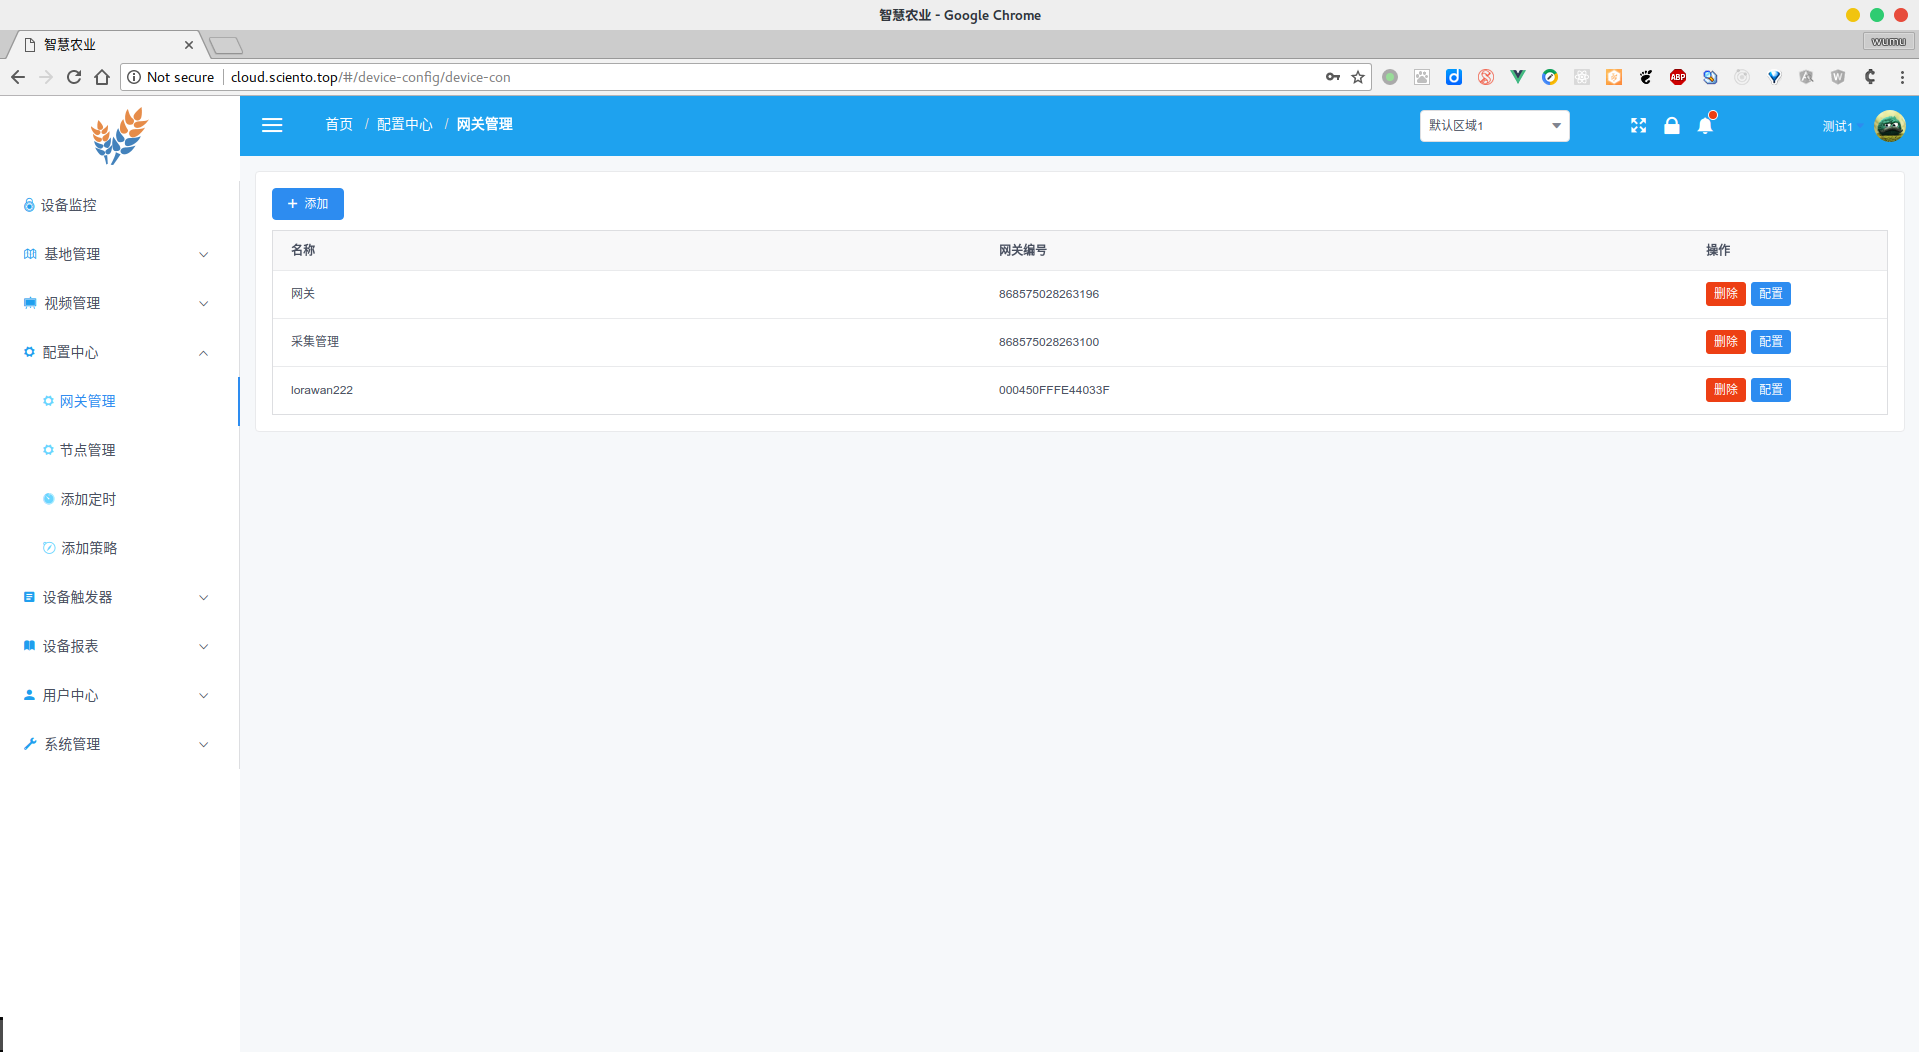 智慧农业 - Google Chrome
智慧农业
wumu
Not secure
cloud.sciento.top/#/device-config/device-con
ABP
首页 / 配置中心 / 网关管理
默认区域1
测试1
设备监控
基地管理
视频管理
配置中心
网关管理
节点管理
添加定时
添加策略
设备触发器
设备报表
用户中心
系统管理
+ 添加
名称 网关编号 操作
网关 868575028263196 删除 配置
采集管理 868575028263100 删除 配置
lorawan222 000450FFFE44033F 删除 配置